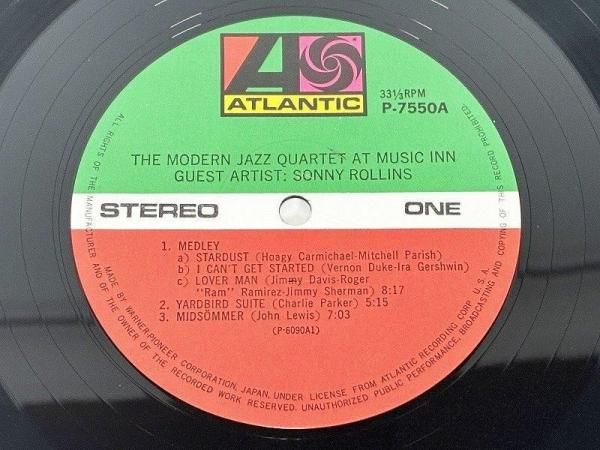 ATLANTIC
33⅓RPM
P-7550A
THE MODERN JAZZ QUARTET AT MUSIC INN
GUEST ARTIST: SONNY ROLLINS
STEREO
ONE
1. MEDLEY
a) STARDUST (Hoagy Carmichael-Mitchell Parish)
b) I CAN'T GET STARTED (Vernon Duke-Ira Gershwin)
c) LOVER MAN (Jimmy Davis-Roger
"Ram" Ramirez-Jimmy Sherman) 8:17
2. YARDBIRD SUITE (Charlie Parker) 5:15
3. MIDSÖMMER (John Lewis) 7:03
(P-6090A1)
MADE BY WARNER-PIONEER CORPORATION, JAPAN, UNDER LICENSE FROM ATLANTIC RECORDING CORP. U.S.A.
ALL RIGHTS OF THE MANUFACTURER AND OF THE OWNER OF THE RECORDED WORK RESERVED. UNAUTHORIZED PUBLIC PERFORMANCE, BROADCASTING AND COPYING OF THIS RECORD PROHIBITED.